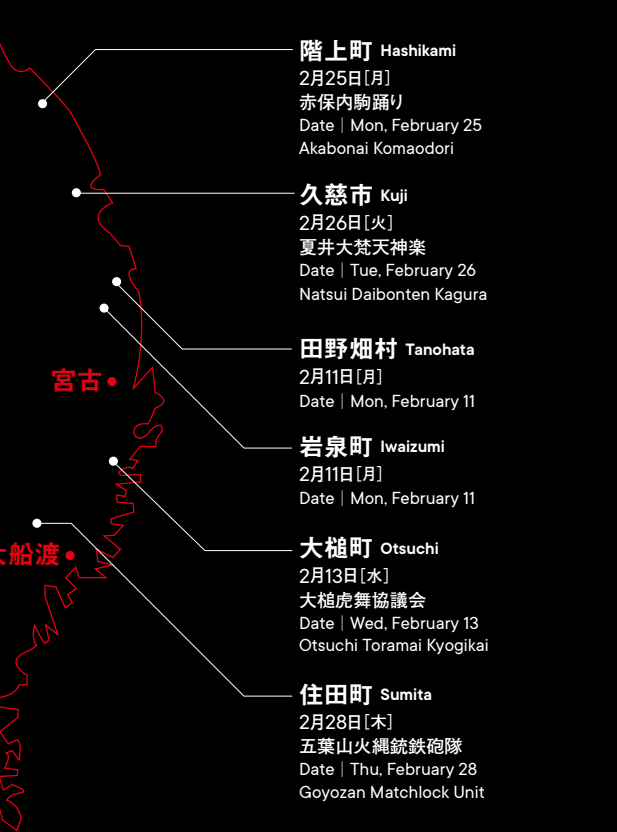 階上町 Hashikami
2月25日[月]
赤保内駒踊り
Date｜Mon, February 25
Akabonai Komaodori
久慈市 Kuji
2月26日[火]
夏井大梵天神楽
Date｜Tue, February 26
Natsui Daibonten Kagura
田野畑村 Tanohata
2月11日[月]
Date｜Mon, February 11
宮古
岩泉町 Iwaizumi
2月11日[月]
Date｜Mon, February 11
大槌町 Otsuchi
2月13日[水]
大槌虎舞協議会
Date｜Wed, February 13
Otsuchi Toramai Kyogikai
船渡
住田町 Sumita
2月28日[木]
五葉山火縄銃鉄砲隊
Date｜Thu, February 28
Goyozan Matchlock Unit